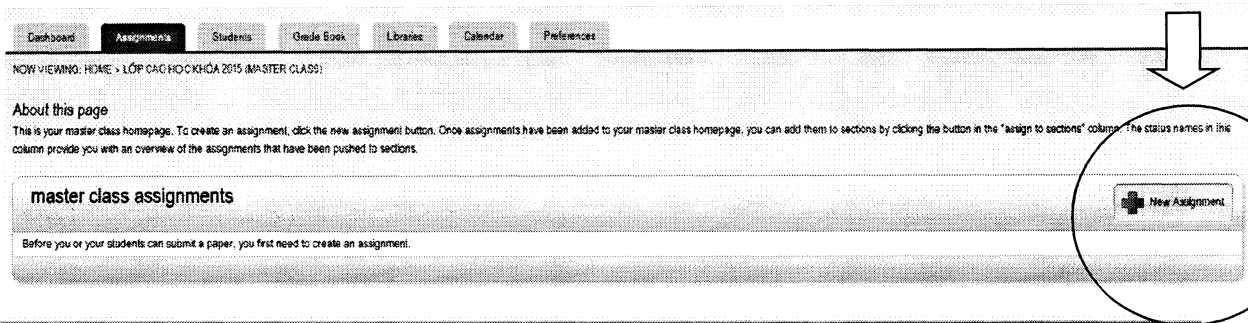 Dashboard Assignments Students Grade Book Libraries Calendar Preferences
NOW VIEWING: HOME > LỚP CAO HỌC KHÓA 2015 (MASTER CLASS)
About this page
This is your master class homepage. To create an assignment, click the new assignment button. Once assignments have been added to your master class homepage, you can add them to sections by clicking the button in the "assign to sections" column. The status names in this
column provide you with an overview of the assignments that have been pushed to sections.
master class assignments
New Assignment
Before you or your students can submit a paper, you first need to create an assignment.